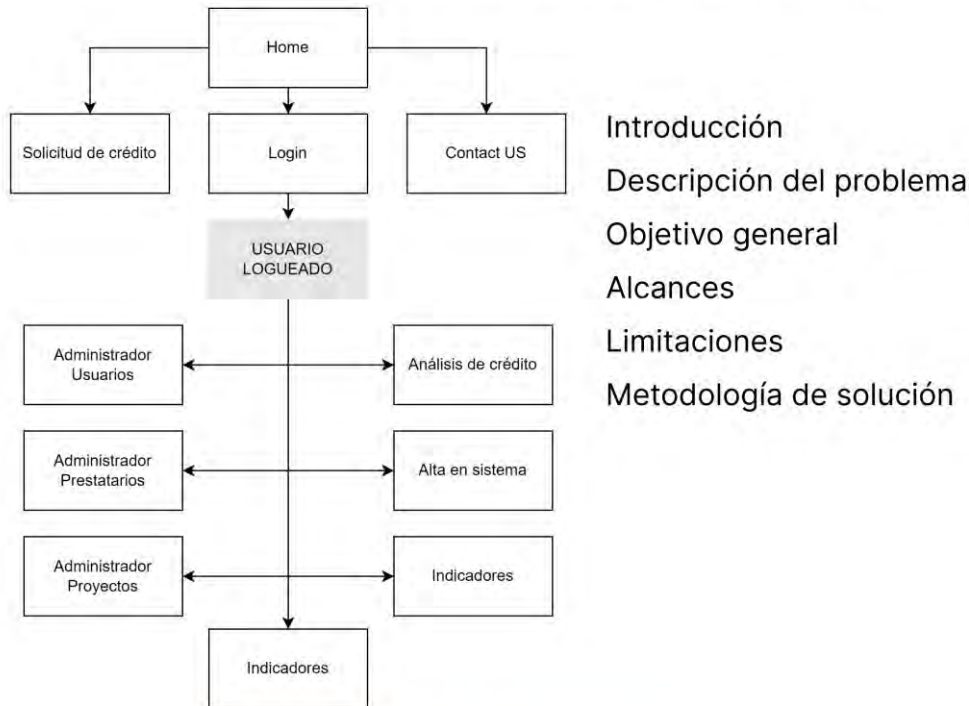 Home
Solicitud de crédito
Login
Contact US
USUARIO
LOGUEADO
Administrador
Usuarios
Análisis de crédito
Administrador
Prestatarios
Alta en sistema
Administrador
Proyectos
Indicadores
Indicadores
Introducción
Descripción del problema
Objetivo general
Alcances
Limitaciones
Metodología de solución